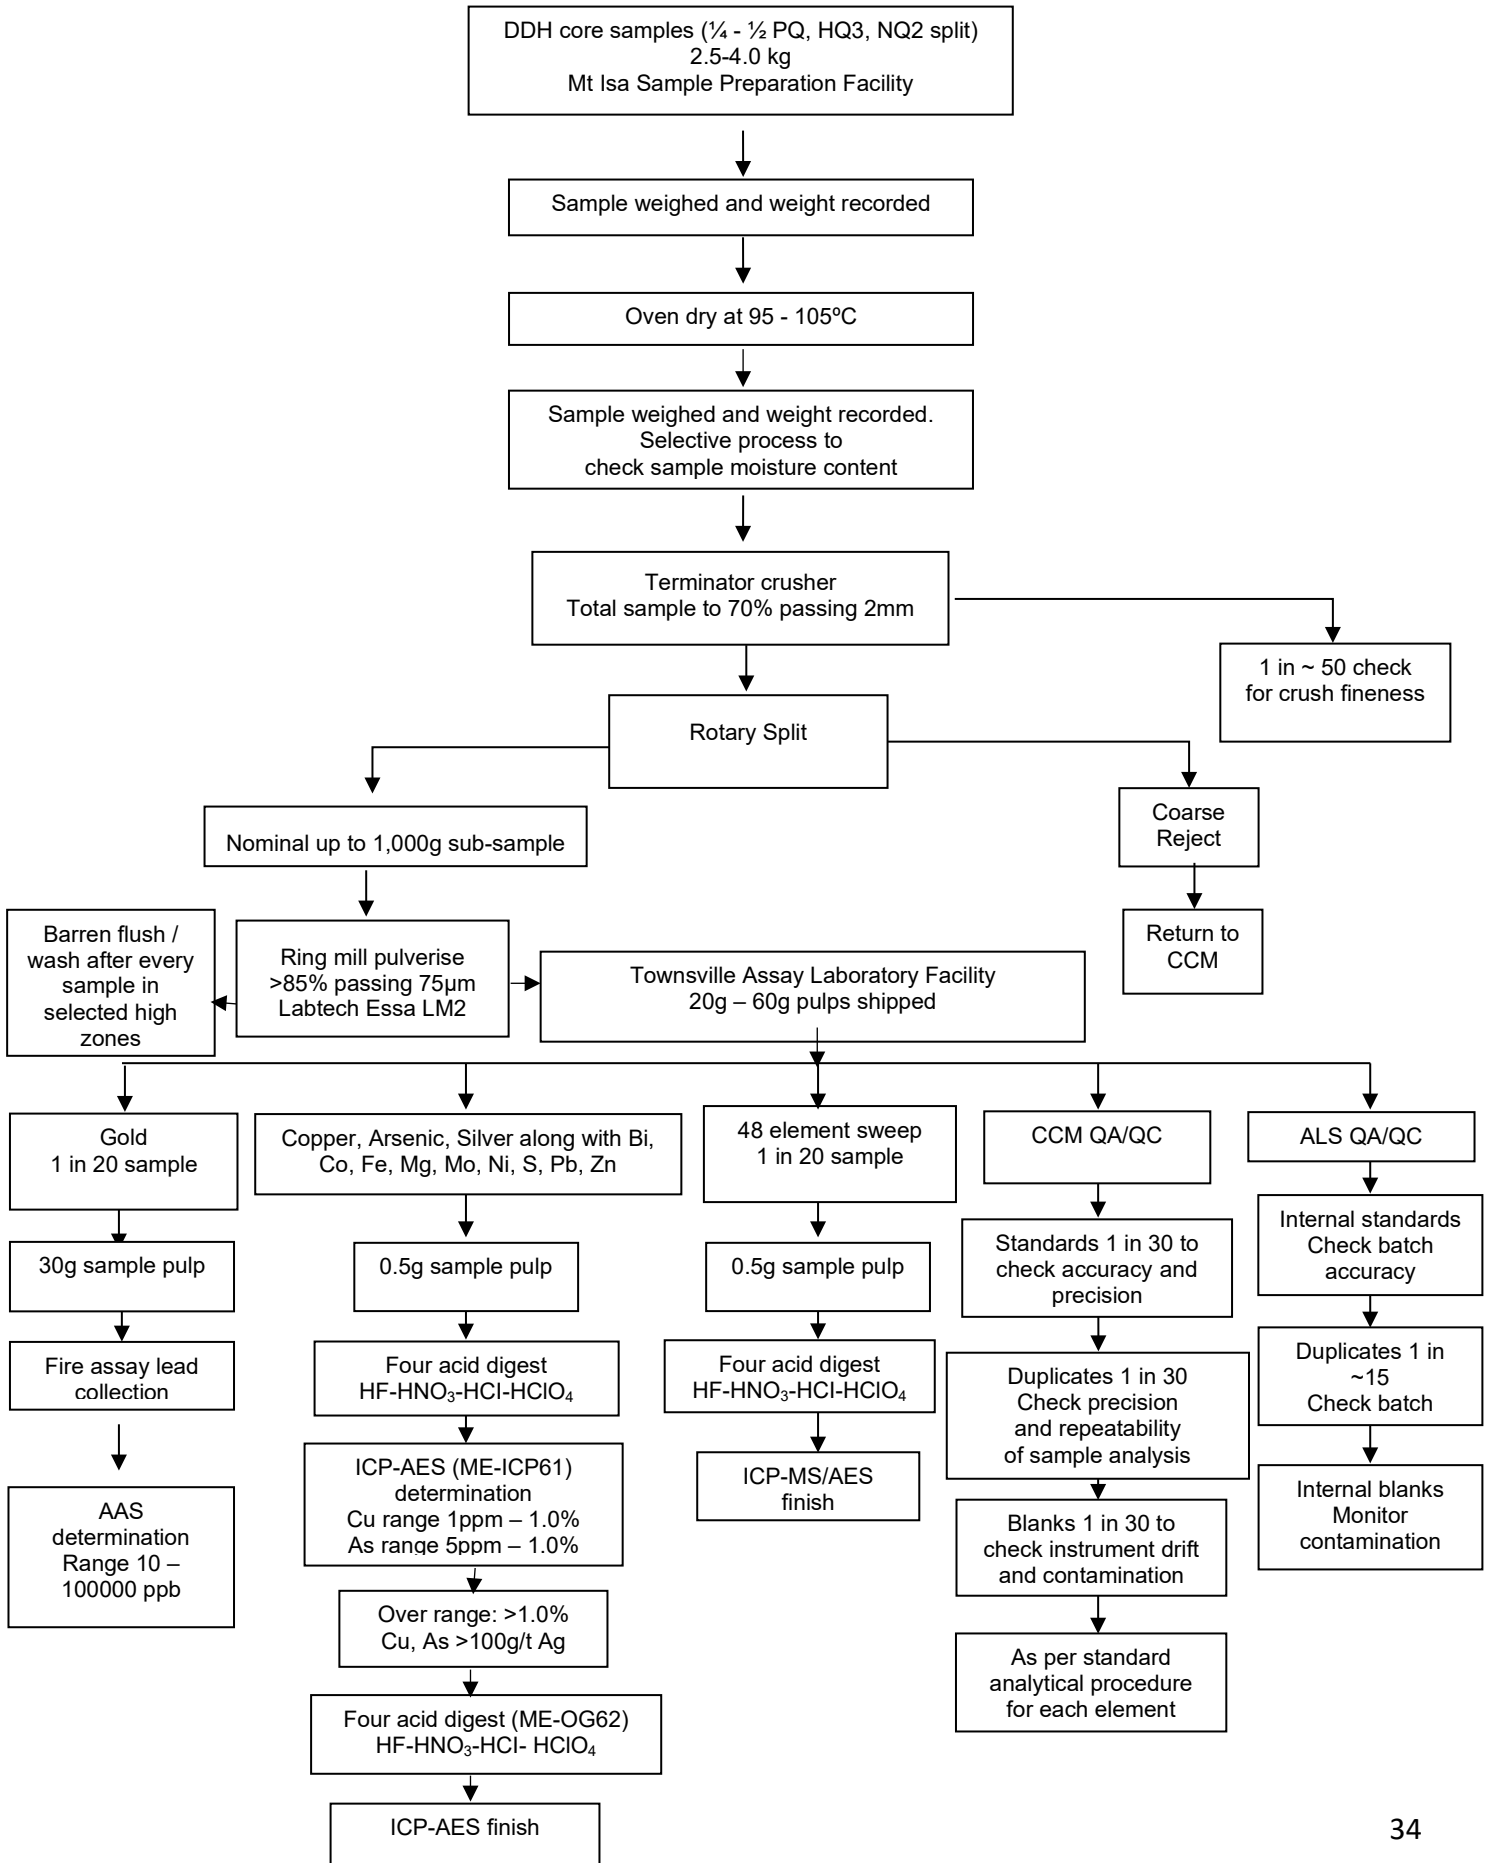 DDH core samples (¼ - ½ PQ, HQ3, NQ2 split)
2.5-4.0 kg
Mt Isa Sample Preparation Facility
Sample weighed and weight recorded
Oven dry at 95 - 105ºC
Sample weighed and weight recorded.
Selective process to
check sample moisture content
Terminator crusher
Total sample to 70% passing 2mm
1 in ~ 50 check
for crush fineness
Rotary Split
Nominal up to 1,000g sub-sample
Coarse
Reject
Return to
CCM
Barren flush /
wash after every
sample in
selected high
zones
Ring mill pulverise
>85% passing 75µm
Labtech Essa LM2
Townsville Assay Laboratory Facility
20g – 60g pulps shipped
Gold
1 in 20 sample
30g sample pulp
Fire assay lead
collection
AAS
determination
Range 10 –
100000 ppb
Copper, Arsenic, Silver along with Bi,
Co, Fe, Mg, Mo, Ni, S, Pb, Zn
0.5g sample pulp
Four acid digest
HF-HNO₃-HCl-HClO₄
ICP-AES (ME-ICP61)
determination
Cu range 1ppm – 1.0%
As range 5ppm – 1.0%
Over range: >1.0%
Cu, As >100g/t Ag
Four acid digest (ME-OG62)
HF-HNO₃-HCl- HClO₄
ICP-AES finish
48 element sweep
1 in 20 sample
0.5g sample pulp
Four acid digest
HF-HNO₃-HCl-HClO₄
ICP-MS/AES
finish
CCM QA/QC
Standards 1 in 30 to
check accuracy and
precision
Duplicates 1 in 30
Check precision
and repeatability
of sample analysis
Blanks 1 in 30 to
check instrument drift
and contamination
As per standard
analytical procedure
for each element
ALS QA/QC
Internal standards
Check batch
accuracy
Duplicates 1 in
~15
Check batch
Internal blanks
Monitor
contamination
34